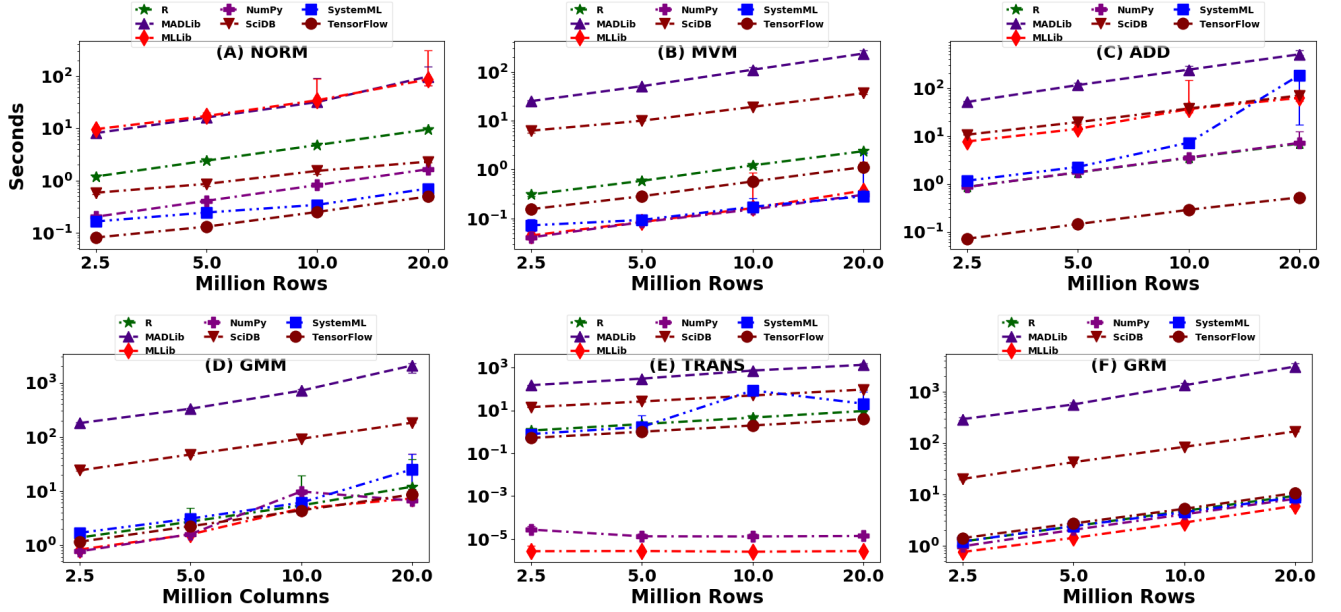 R NumPy SystemML
MADLib SciDB TensorFlow
MLLib
(A) NORM
Seconds
10² 10¹ 10⁰ 10⁻¹
2.5 5.0 10.0 20.0
Million Rows
R NumPy SystemML
MADLib SciDB TensorFlow
MLLib
(B) MVM
10² 10¹ 10⁰ 10⁻¹
2.5 5.0 10.0 20.0
Million Rows
R NumPy SystemML
MADLib SciDB TensorFlow
MLLib
(C) ADD
10² 10¹ 10⁰ 10⁻¹
2.5 5.0 10.0 20.0
Million Rows
R NumPy SystemML
MADLib SciDB TensorFlow
MLLib
(D) GMM
10³ 10² 10¹ 10⁰
2.5 5.0 10.0 20.0
Million Columns
R NumPy SystemML
MADLib SciDB TensorFlow
MLLib
(E) TRANS
10³ 10¹ 10⁻¹ 10⁻³ 10⁻⁵
2.5 5.0 10.0 20.0
Million Rows
R NumPy SystemML
MADLib SciDB TensorFlow
MLLib
(F) GRM
10³ 10² 10¹ 10⁰
2.5 5.0 10.0 20.0
Million Rows